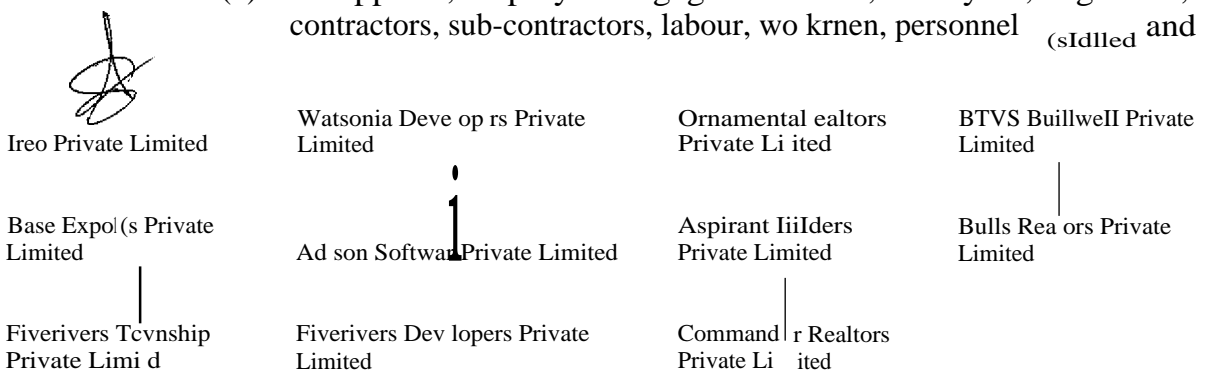 contractors, sub-contractors, labour, wo krnen, personnel (sIdlled and
Ireo Private Limited
Watsonia Deve op rs Private
Limited
Ornamental ealtors
Private Li ited
BTVS BuillweII Private
Limited
Base Expo (s Private
Limited
Ad son Softwar Private Limited
Aspirant IiiIders
Private Limited
Bulls Rea ors Private
Limited
Fiverivers Tcvnship
Private Limi d
Fiverivers Dev lopers Private
Limited
Command r Realtors
Private Li ited